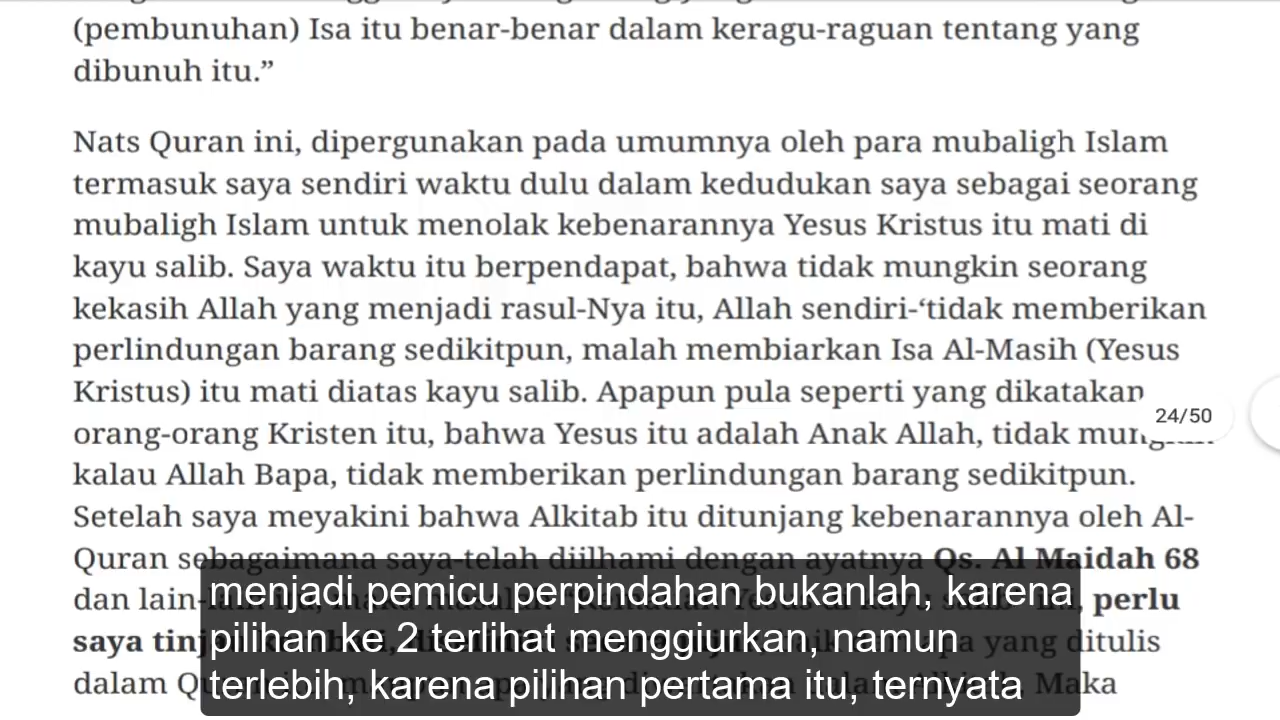 (pembunuhan) Isa itu benar-benar dalam keragu-raguan tentang yang
dibunuh itu.”
Nats Quran ini, dipergunakan pada umumnya oleh para mubaligh Islam
termasuk saya sendiri waktu dulu dalam kedudukan saya sebagai seorang
mubaligh Islam untuk menolak kebenarannya Yesus Kristus itu mati di
kayu salib. Saya waktu itu berpendapat, bahwa tidak mungkin seorang
kekasih Allah yang menjadi rasul-Nya itu, Allah sendiri-‘tidak memberikan
perlindungan barang sedikitpun, malah membiarkan Isa Al-Masih (Yesus
Kristus) itu mati diatas kayu salib. Apapun pula seperti yang dikatakan
24/50
orang-orang Kristen itu, bahwa Yesus itu adalah Anak Allah, tidak
kalau Allah Bapa, tidak memberikan perlindungan barang sedikitpun.
Setelah saya meyakini bahwa Alkitab itu ditunjang kebenarannya oleh Al-
Quran sebagaimana saya-telah diilhami dengan ayatnya Qs. Al Maidah 68
dan perlu
saya yang ditulis
dalam Maka
menjadi pemicu perpindahan bukanlah, karena
pilihan ke 2 terlihat menggiurkan, namun
terlebih, karena pilihan pertama itu, ternyata